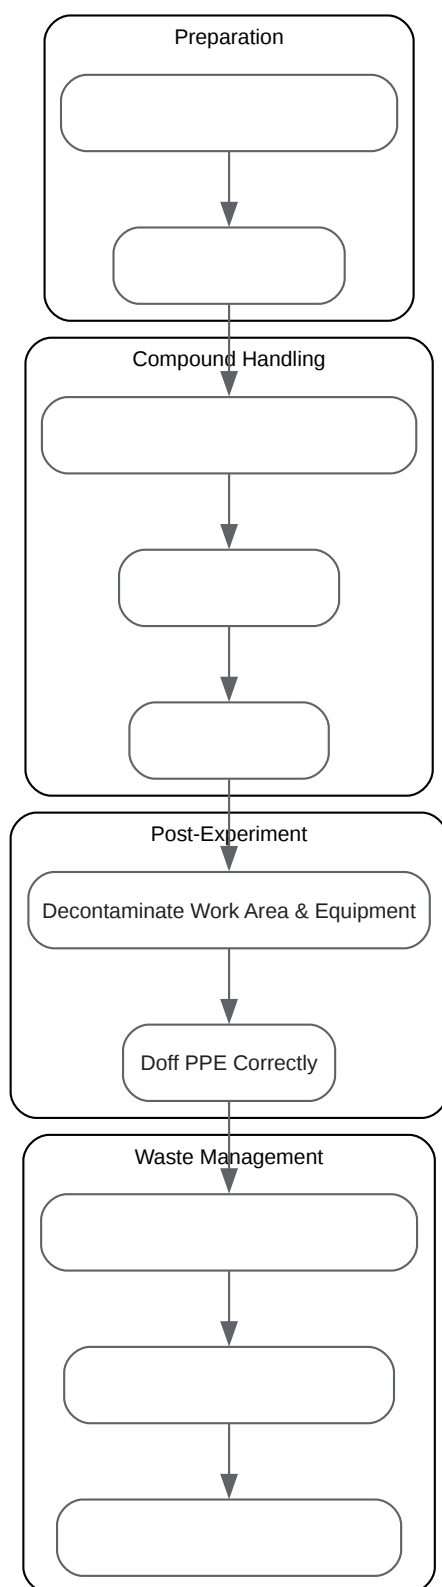 Preparation
Compound Handling
Post-Experiment
Decontaminate Work Area & Equipment
Doff PPE Correctly
Waste Management